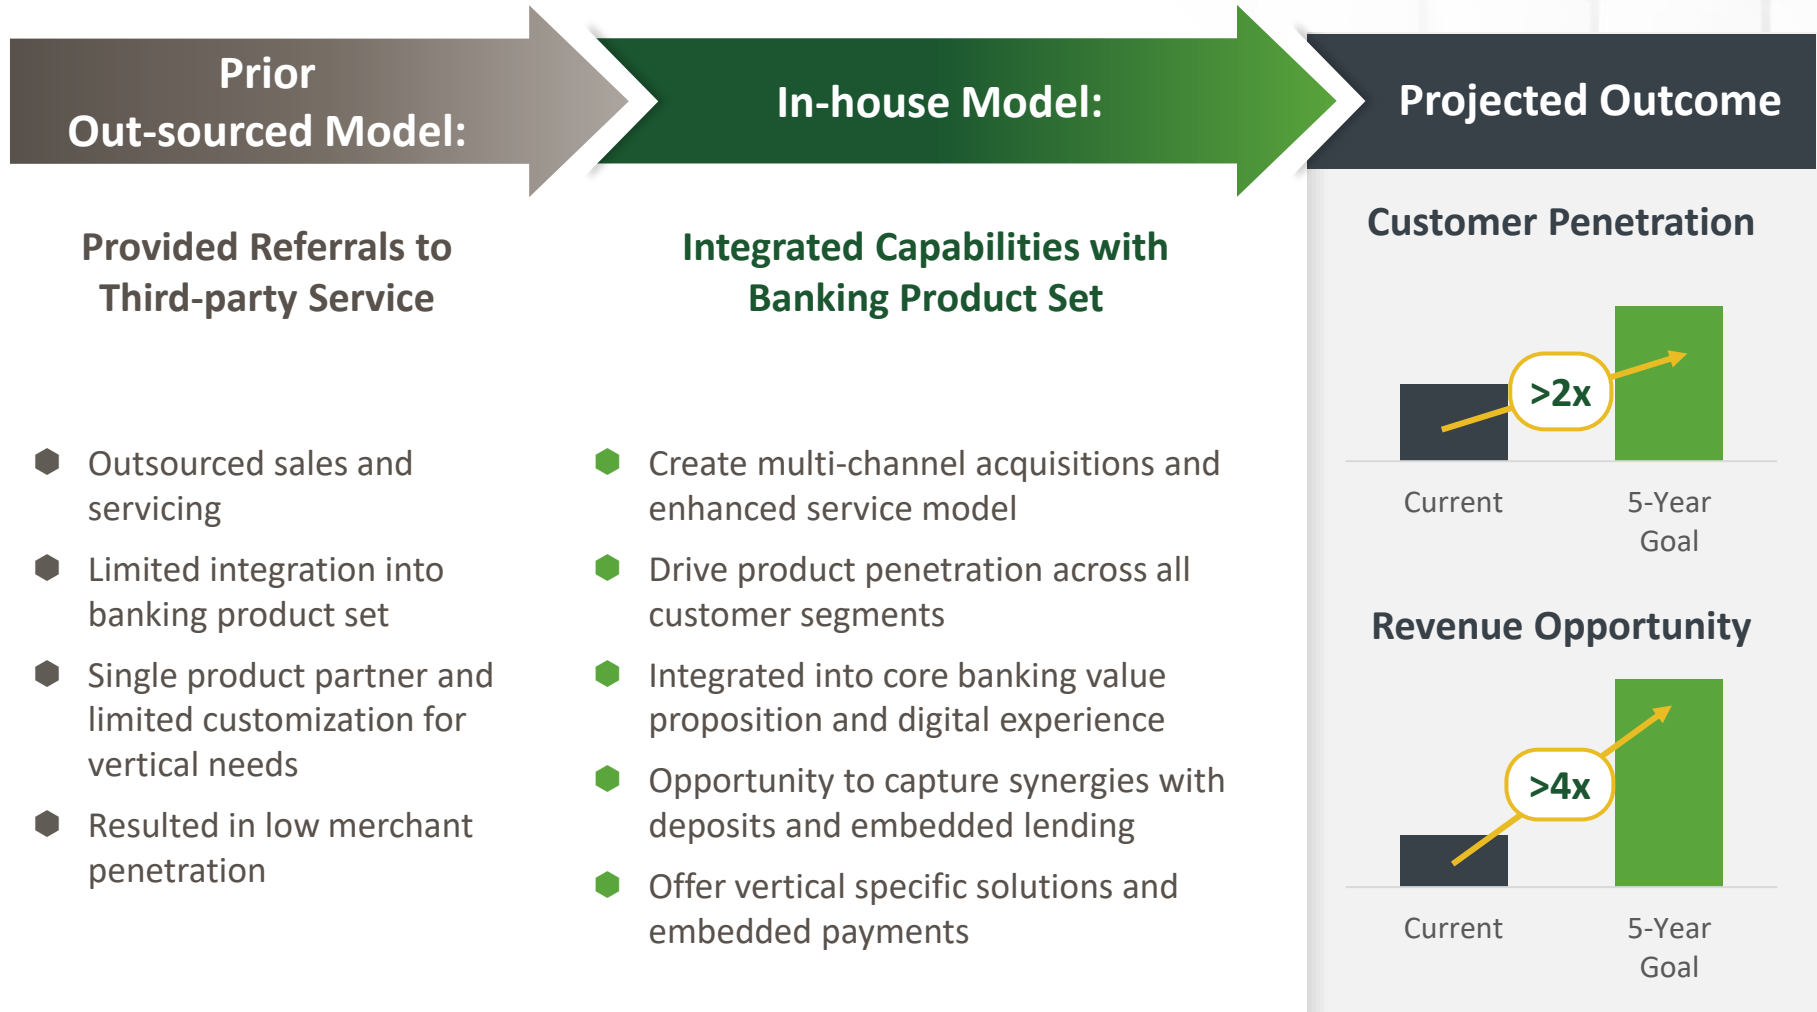 Prior
Out-sourced Model:
In-house Model:
Projected Outcome
Provided Referrals to
Third-party Service
Outsourced sales and
servicing
Limited integration into
banking product set
Single product partner and
limited customization for
vertical needs
Resulted in low merchant
penetration
Integrated Capabilities with
Banking Product Set
Create multi-channel acquisitions and
enhanced service model
Drive product penetration across all
customer segments
Integrated into core banking value
proposition and digital experience
Opportunity to capture synergies with
deposits and embedded lending
Offer vertical specific solutions and
embedded payments
Customer Penetration
>2x
Current
5-Year
Goal
Revenue Opportunity
>4x
Current
5-Year
Goal